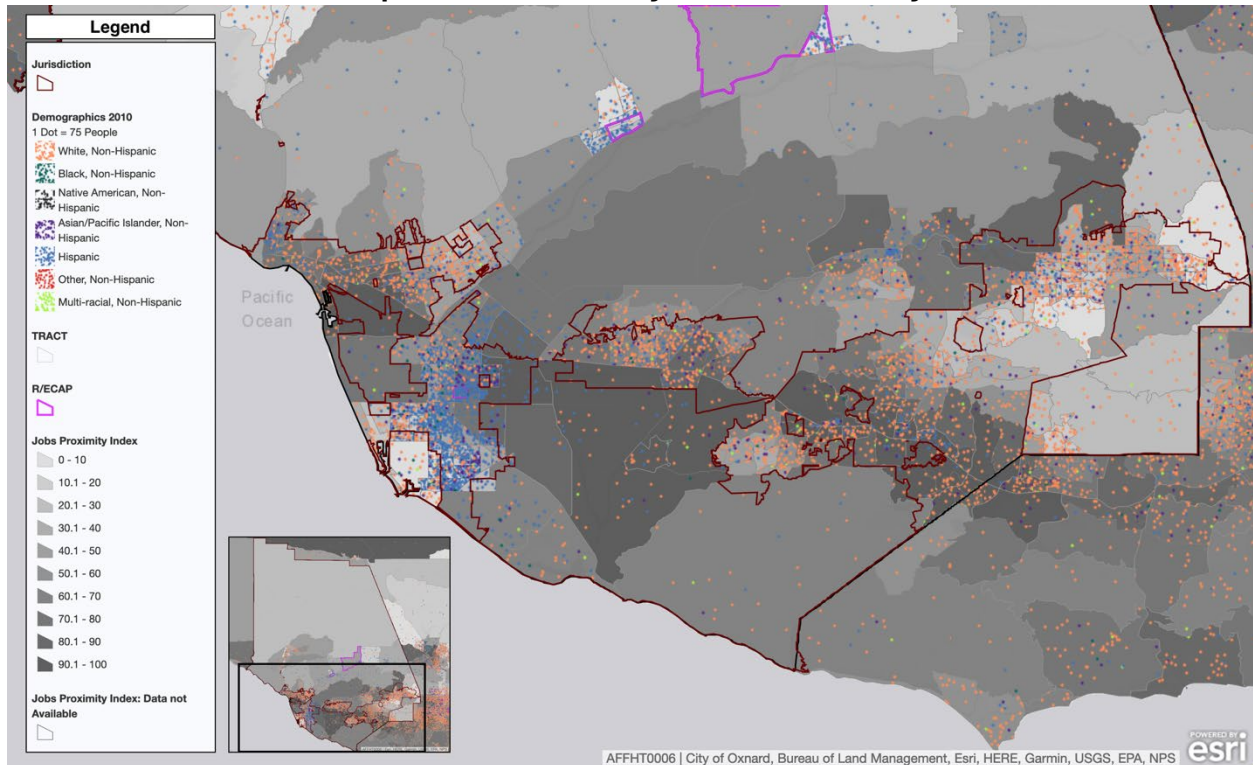 Legend
Jurisdiction
Demographics 2010
1 Dot = 75 People
White, Non-Hispanic
Black, Non-Hispanic
Native American, Non-
Hispanic
Asian/Pacific Islander, Non-
Hispanic
Hispanic
Other, Non-Hispanic
Multi-racial, Non-Hispanic
TRACT
R/ECAP
Jobs Proximity Index
0 - 10
10.1 - 20
20.1 - 30
30.1 - 40
40.1 - 50
50.1 - 60
60.1 - 70
70.1 - 80
80.1 - 90
90.1 - 100
Jobs Proximity Index: Data not
Available
Pacific
Ocean
AFFHT0006 | City of Oxnard, Bureau of Land Management, Esri, HERE, Garmin, USGS, EPA, NPS
POWERED BY
esri